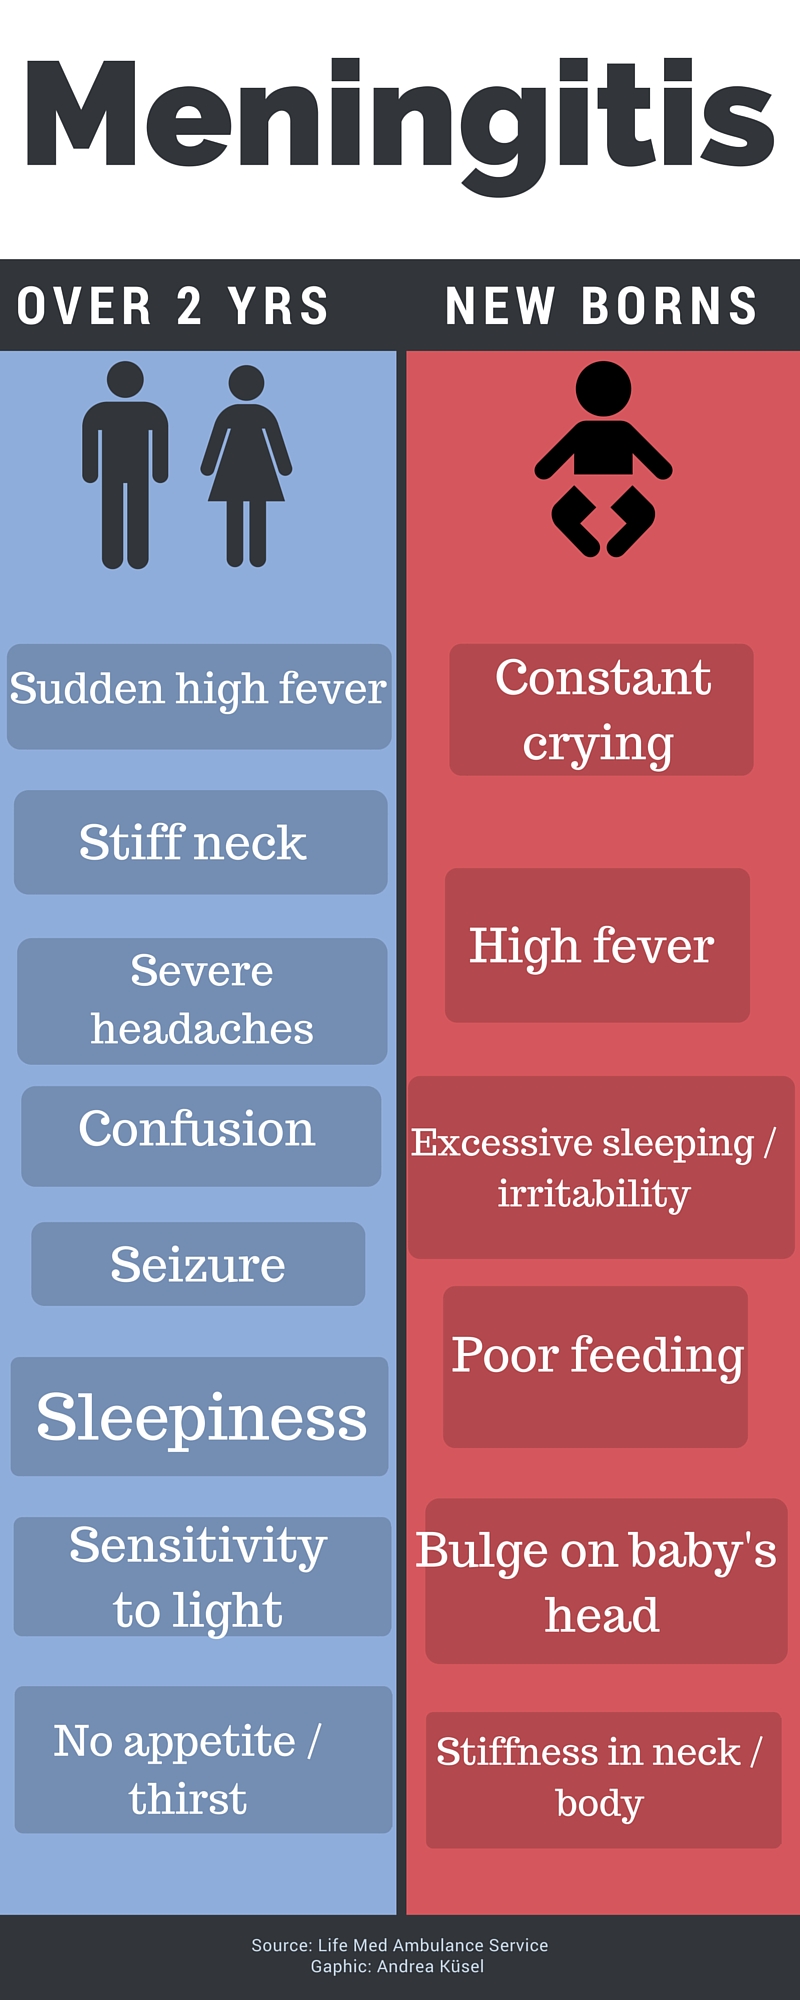 Meningitis
OVER 2 YRS
NEW BORNS
Sudden high fever
Stiff neck
Severe
headaches
Confusion
Seizure
Sleepiness
Sensitivity
to light
No appetite /
thirst
Constant
crying
High fever
Excessive sleeping /
irritability
Poor feeding
Bulge on baby's
head
Stiffness in neck /
body
Source: Life Med Ambulance Service
Gaphic: Andrea Küsel